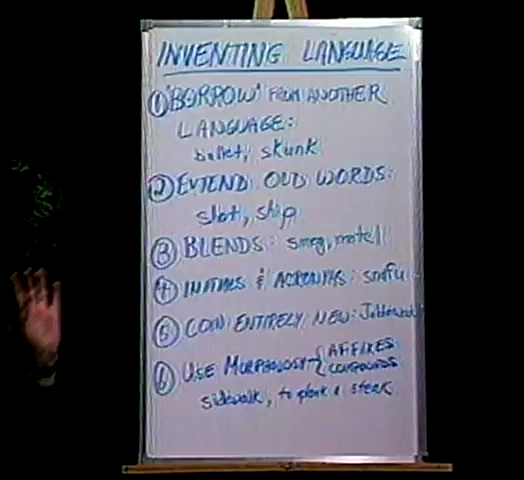 INVENTING LANGUAGE
① 'BORROW' FROM ANOTHER
LANGUAGE:
ballet, skunk
② EXTEND OLD WORDS:
shot, ship
③ BLENDS: smog, motel
④ INITIALS & ACRONYMS: snafu
⑤ COIN ENTIRELY NEW:
⑥ USE MORPHOLOGY { AFFIXES
COMPOUNDS
sidewalk, to plank a steak